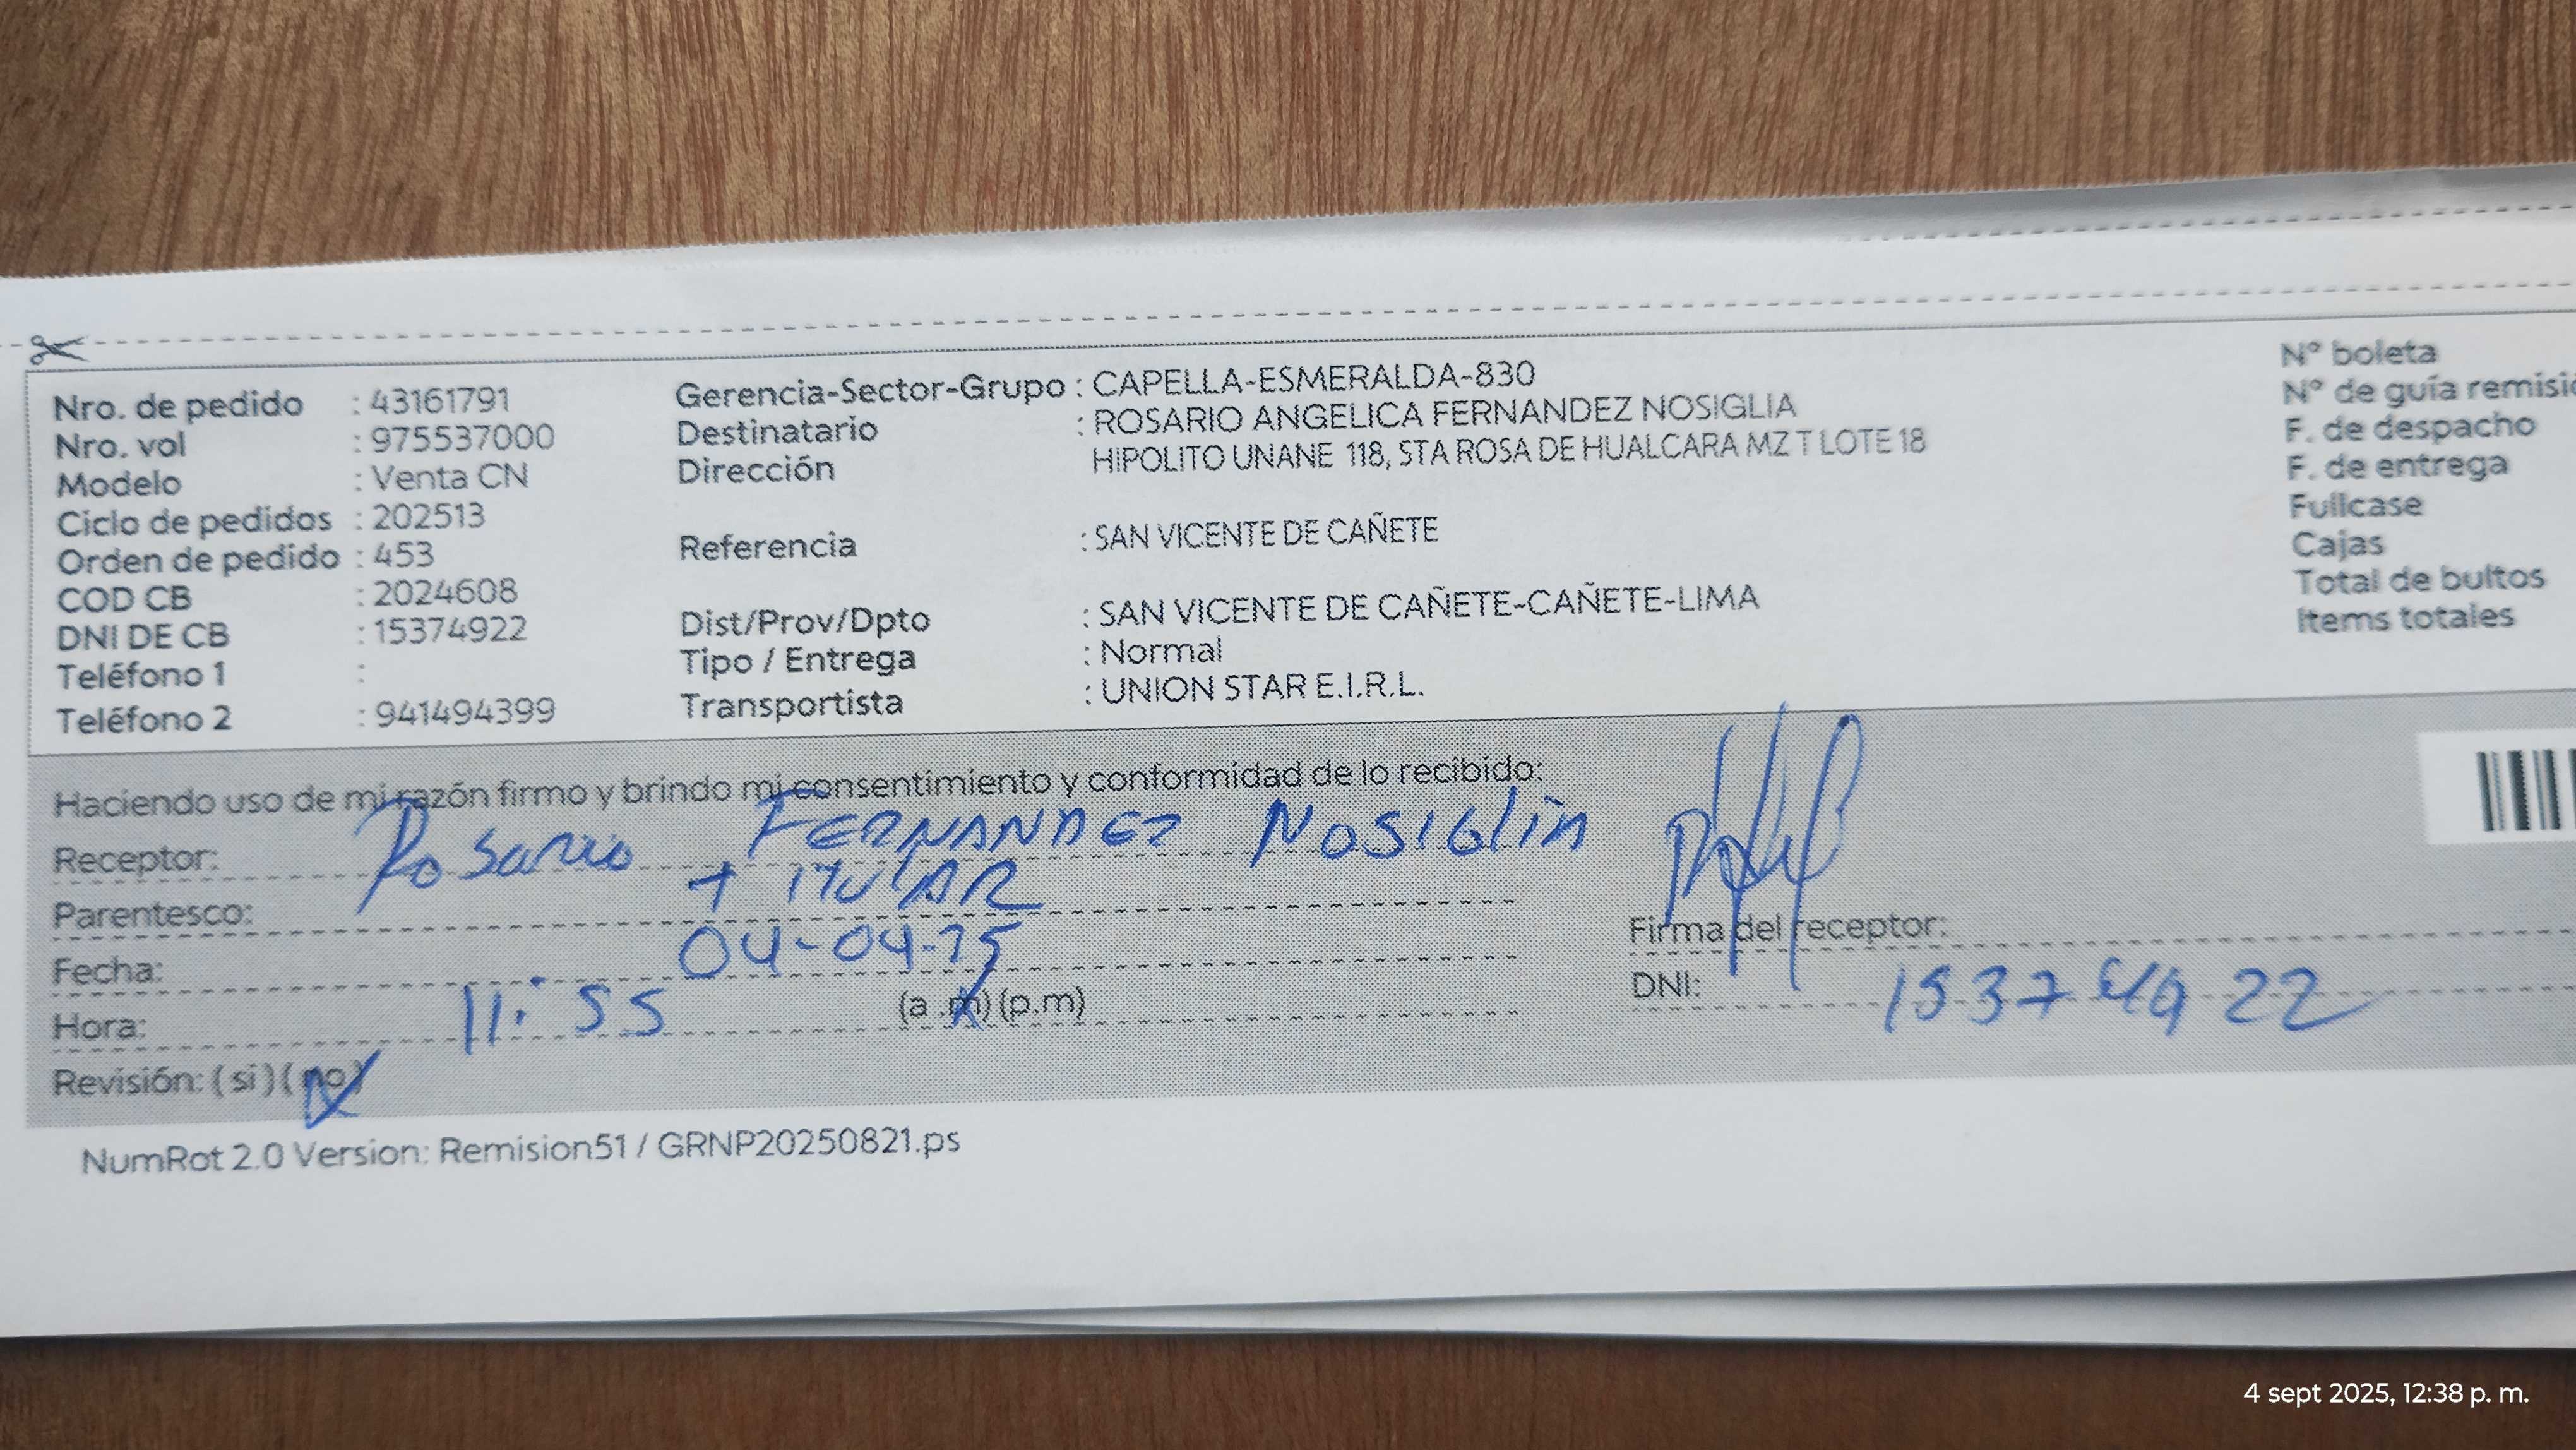 Nro. de pedido : 43161791
Nro. vol : 975537000
Modelo : Venta CN
Ciclo de pedidos : 202513
Orden de pedido : 453
COD CB : 2024608
DNI DE CB : 15374922
Teléfono 1 :
Teléfono 2 : 941494399
Gerencia-Sector-Grupo : CAPELLA-ESMERALDA-830
Destinatario : ROSARIO ANGELICA FERNANDEZ NOSIGLIA
Dirección HIPOLITO UNANE 118, STA ROSA DE HUALCARA MZ T LOTE 18
Referencia : SAN VICENTE DE CAÑETE
Dist/Prov/Dpto : SAN VICENTE DE CAÑETE-CAÑETE-LIMA
Tipo / Entrega : Normal
Transportista : UNION STAR E.I.R.L.
N° boleta
N° de guía remisió
F. de despacho
F. de entrega
Fullcase
Cajas
Total de bultos
Items totales
Haciendo uso de mi razón firmo y brindo mi consentimiento y conformidad de lo recibido:
Receptor: Rosario FERNANDEZ NOSIGlia
Parentesco: TitulAR
Fecha: 04-04-
Hora: 11:55 (a .m) (p.m)
Revisión: (si) (no)
Firma del receptor:
DNI: 15374922
NumRot 2.0 Version: Remision51 / GRNP20250821.ps
4 sept 2025, 12:38 p. m.